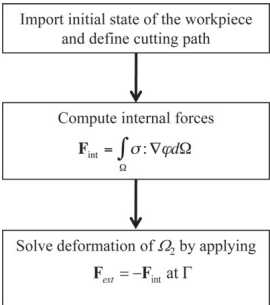 Import initial state of the workpiece
and define cutting path
Compute internal forces
F_int = ∫_Ω σ:∇φdΩ
Solve deformation of Ω₂ by applying
F_ext = −F_int at Γ